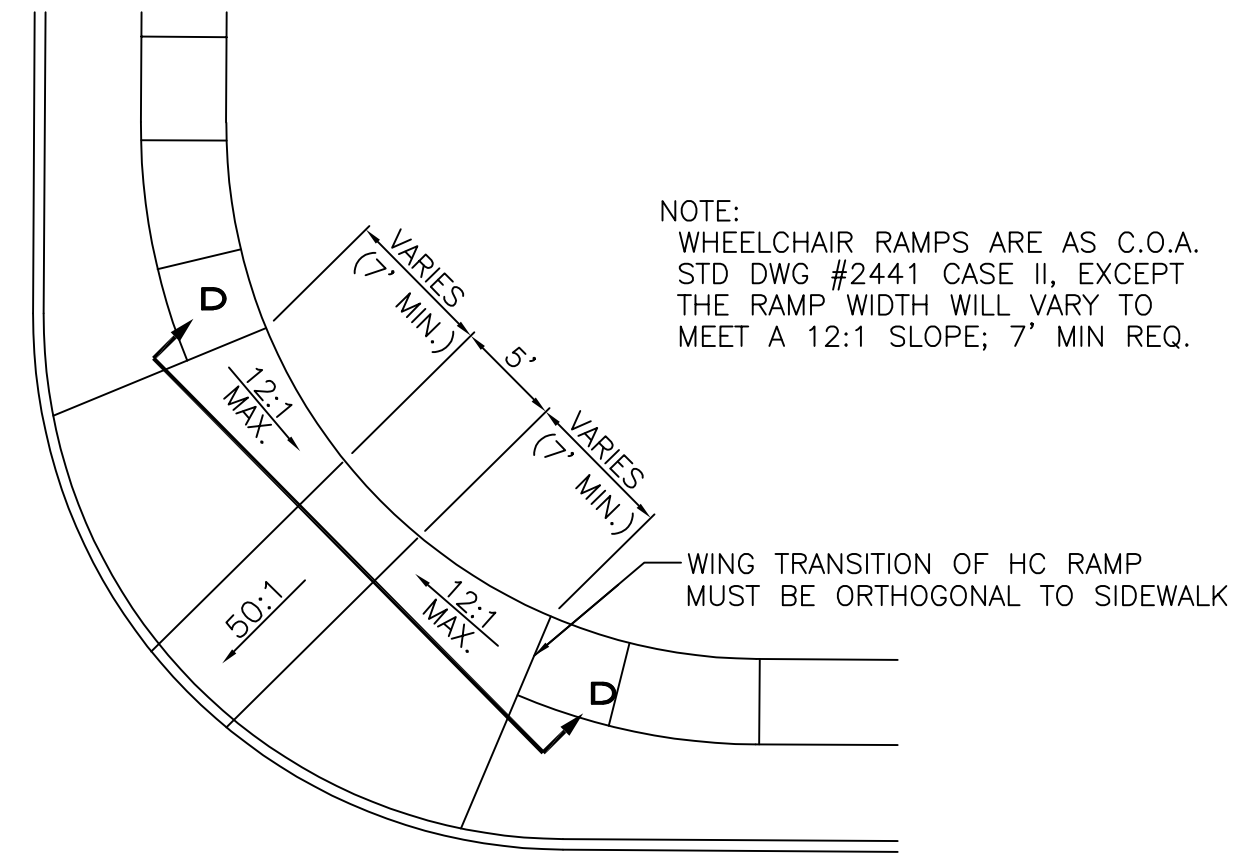 NOTE:
WHEELCHAIR RAMPS ARE AS C.O.A.
STD DWG #2441 CASE II, EXCEPT
THE RAMP WIDTH WILL VARY TO
MEET A 12:1 SLOPE; 7' MIN REQ.
VARIES
(7' MIN.)
5'
VARIES
(7' MIN.)
D
12:1
MAX.
50:1
12:1
MAX.
WING TRANSITION OF HC RAMP
MUST BE ORTHOGONAL TO SIDEWALK
D